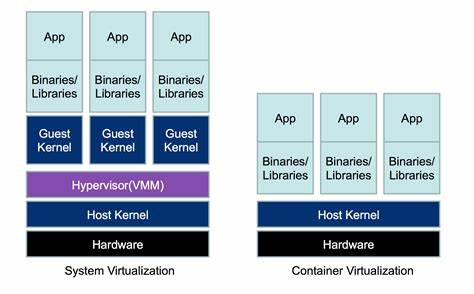 App App App
Binaries/ Binaries/ Binaries/
Libraries Libraries Libraries
Guest Guest Guest
Kernel Kernel Kernel
Hypervisor(VMM)
Host Kernel
Hardware
System Virtualization
App App App
Binaries/ Binaries/ Binaries/
Libraries Libraries Libraries
Host Kernel
Hardware
Container Virtualization